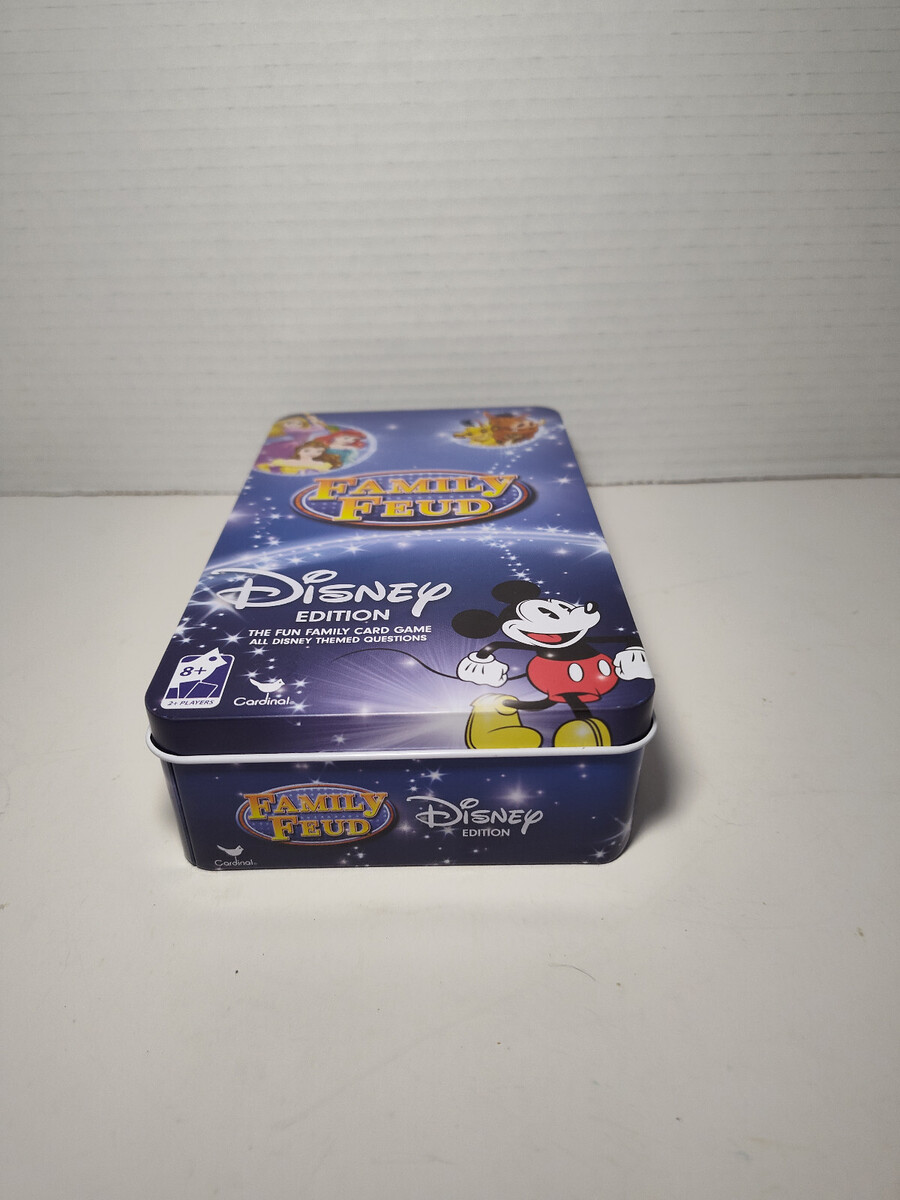 FAMILY
FEUD
DISNEY
EDITION
THE FUN FAMILY CARD GAME
ALL DISNEY THEMED QUESTIONS
8+
2+ PLAYERS
Cardinal
FAMILY
FEUD
DISNEY
EDITION
Cardinal